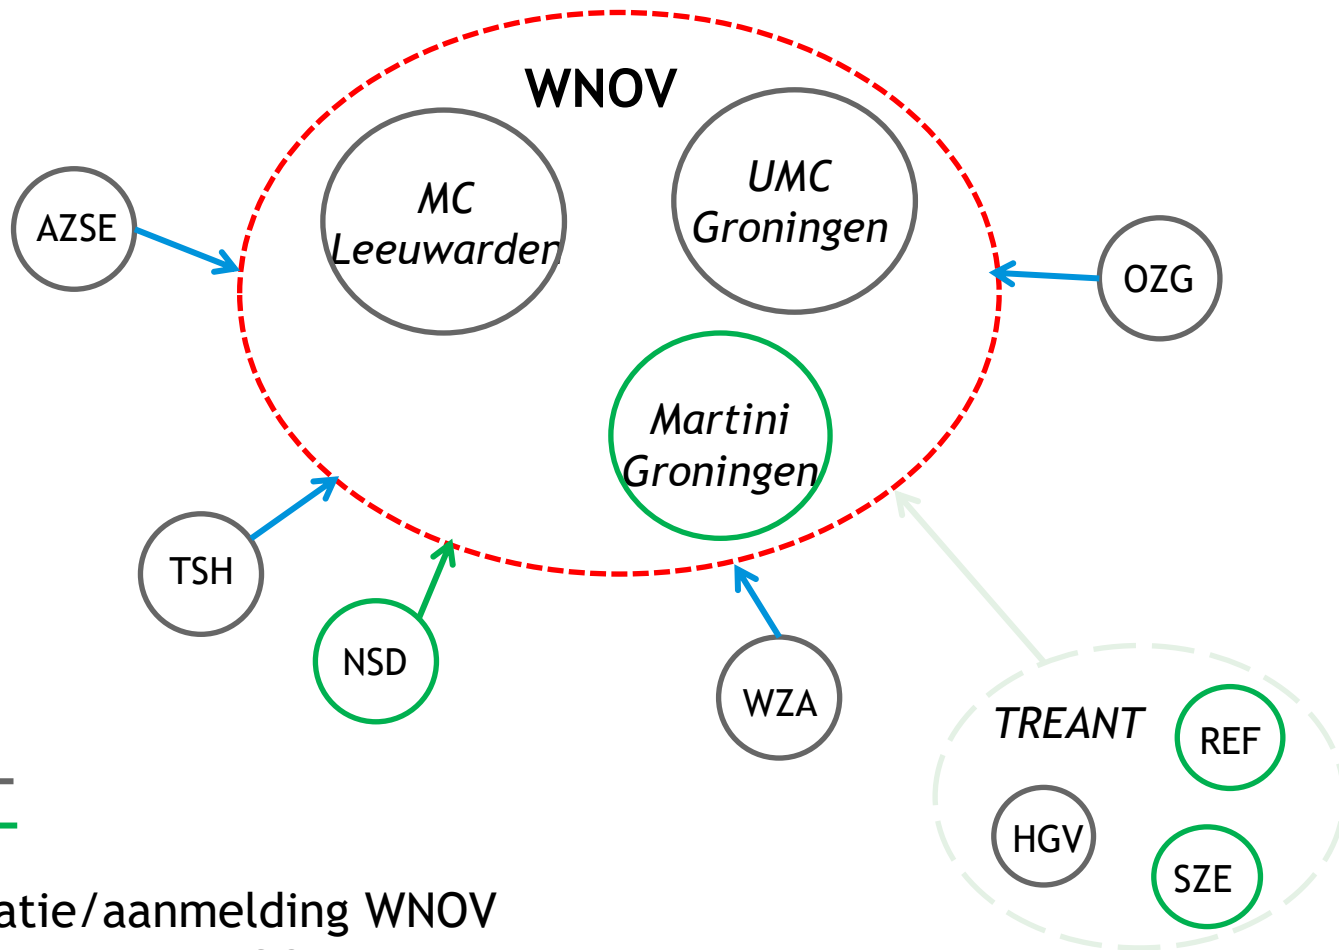 WNOV
MC
Leeuwarden
UMC
Groningen
AZSE
OZG
Martini
Groningen
TSH
NSD
WZA
TREANT
REF
HGV
SZE
atie/aanmelding WNOV